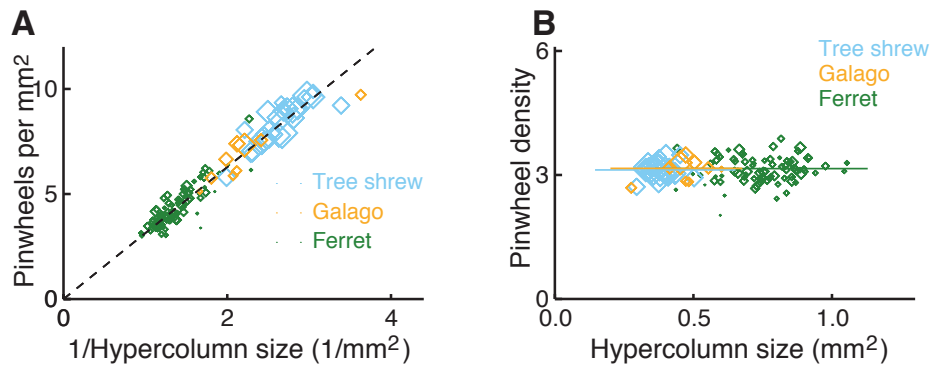 A
Pinwheels per mm²
10
5
0
0
2
4
1/Hypercolumn size (1/mm²)
Tree shrew
Galago
Ferret
B
Pinwheel density
6
3
0
0.0
0.5
1.0
Hypercolumn size (mm²)
Tree shrew
Galago
Ferret